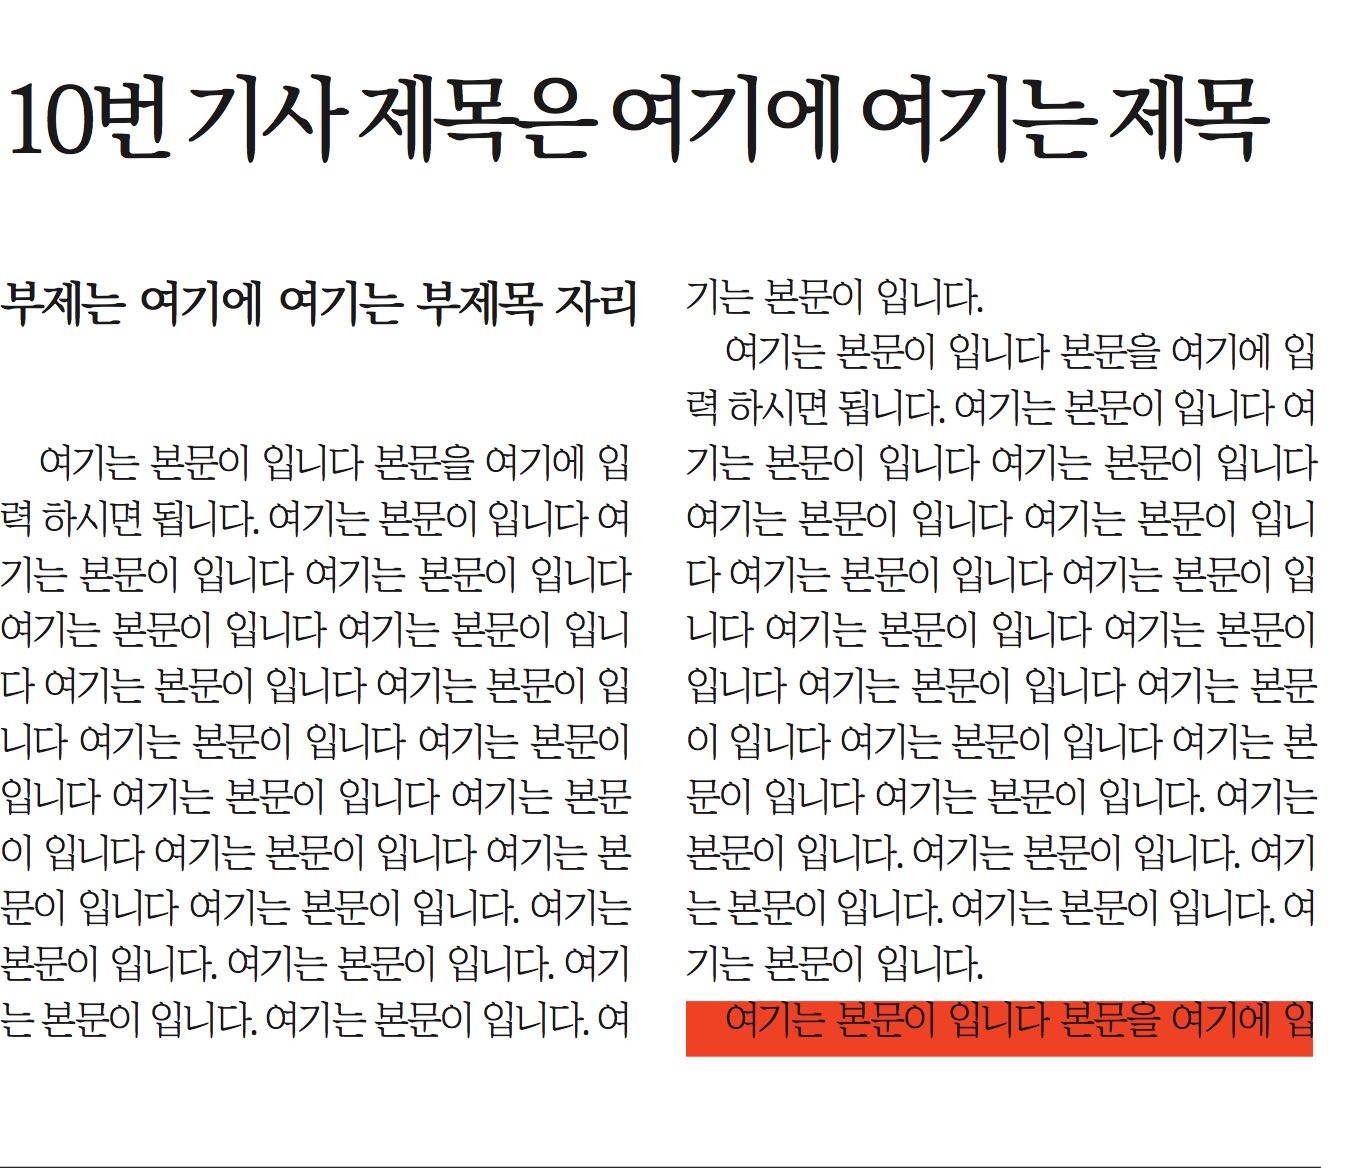 10번 기사 제목은 여기에 여기는 제목
부제는 여기에 여기는 부제목 자리
여기는 본문이 입니다 본문을 여기에 입
력 하시면 됩니다. 여기는 본문이 입니다 여
기는 본문이 입니다 여기는 본문이 입니다
여기는 본문이 입니다 여기는 본문이 입니
다 여기는 본문이 입니다 여기는 본문이 입
니다 여기는 본문이 입니다 여기는 본문이
입니다 여기는 본문이 입니다 여기는 본문
이 입니다 여기는 본문이 입니다 여기는 본
문이 입니다 여기는 본문이 입니다. 여기는
본문이 입니다. 여기는 본문이 입니다. 여기
는 본문이 입니다. 여기는 본문이 입니다. 여
기는 본문이 입니다.
여기는 본문이 입니다 본문을 여기에 입
력 하시면 됩니다. 여기는 본문이 입니다 여
기는 본문이 입니다 여기는 본문이 입니다
여기는 본문이 입니다 여기는 본문이 입니
다 여기는 본문이 입니다 여기는 본문이 입
니다 여기는 본문이 입니다 여기는 본문이
입니다 여기는 본문이 입니다 여기는 본문
이 입니다 여기는 본문이 입니다 여기는 본
문이 입니다 여기는 본문이 입니다. 여기는
본문이 입니다. 여기는 본문이 입니다. 여기
는 본문이 입니다. 여기는 본문이 입니다. 여
기는 본문이 입니다.
여기는 본문이 입니다 본문을 여기에 입